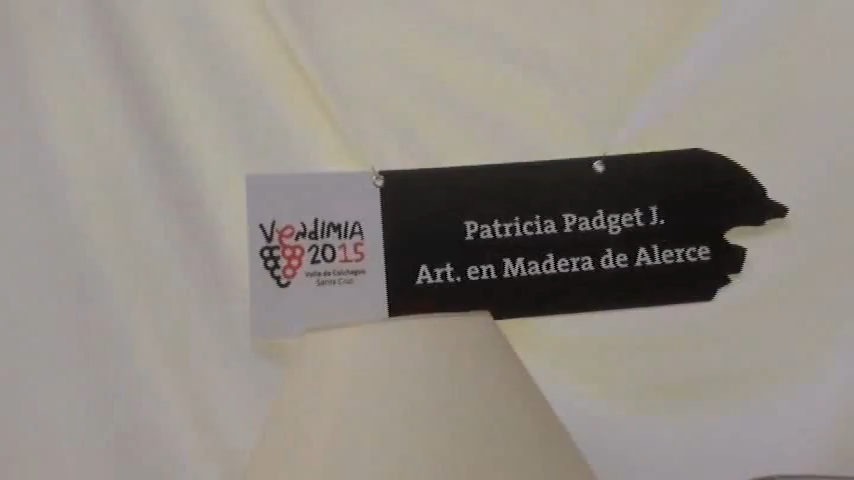 VENDIMIA
2015
Valle de Colchagua
Santa Cruz
Patricia Padget J.
Art. en Madera de Alerce